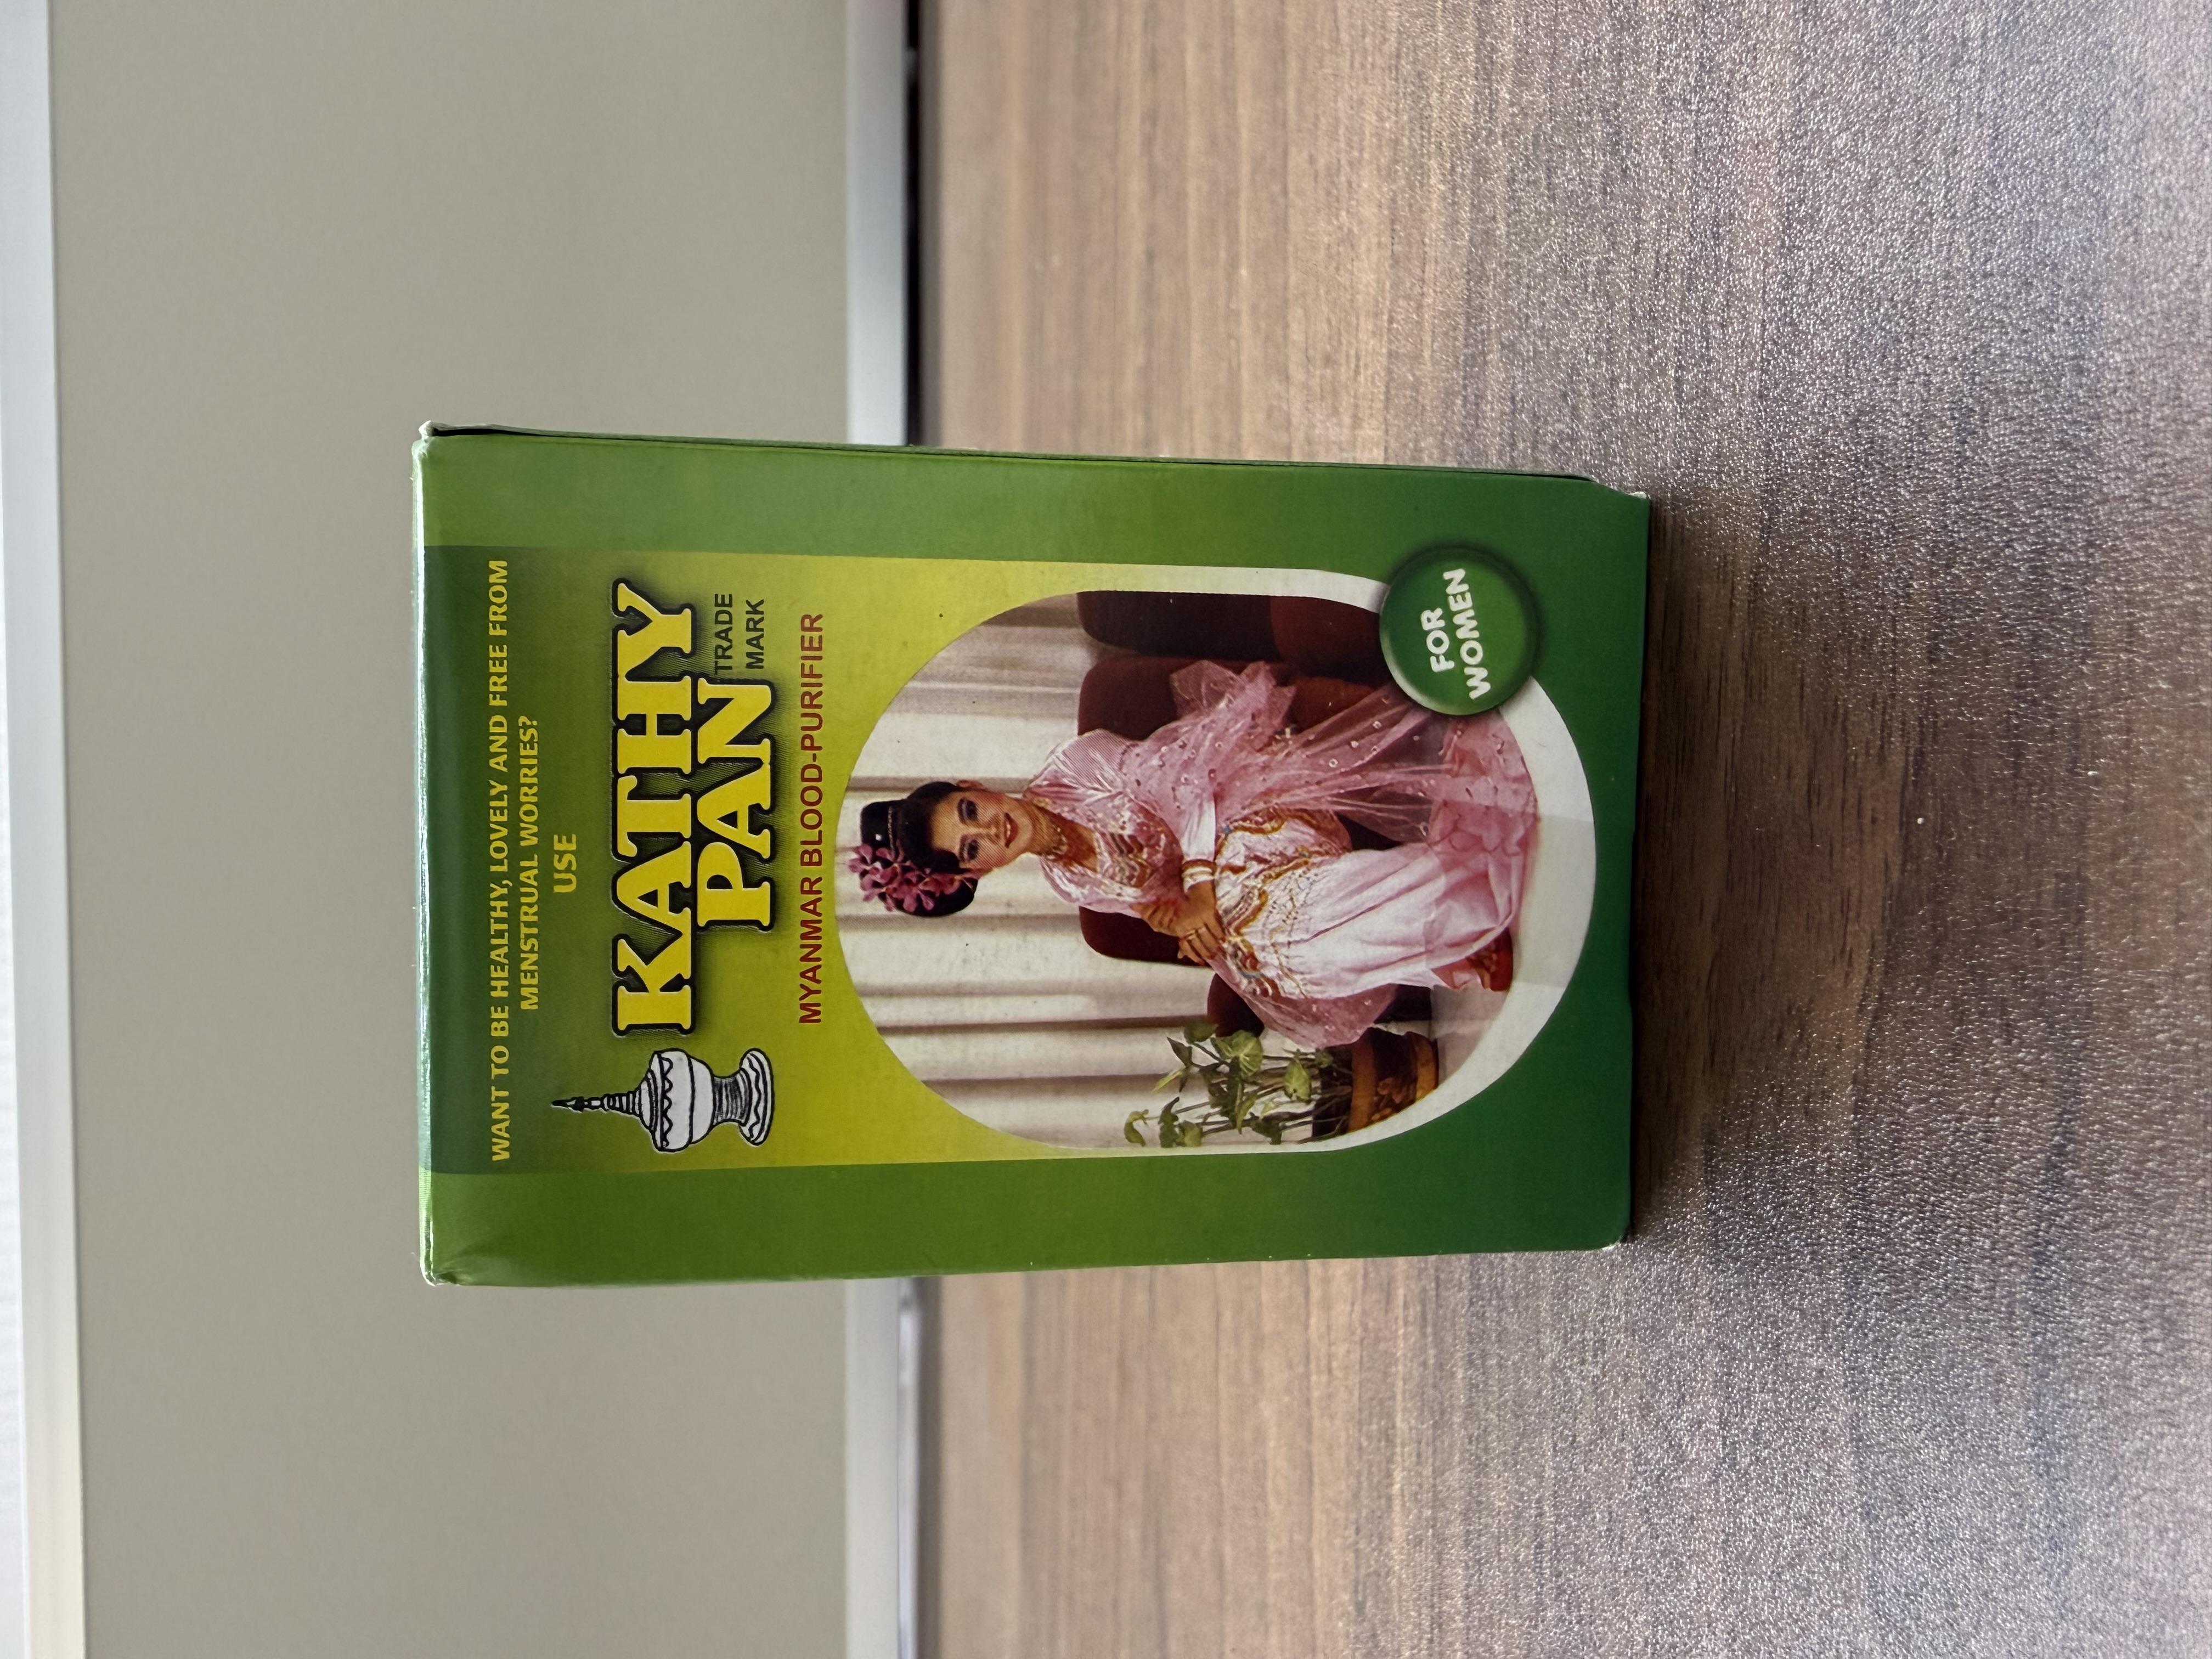 WANT TO BE HEALTHY, LOVELY AND FREE FROM
MENSTRUAL WORRIES?
USE
KATHY
PAN
TRADE
MARK
MYANMAR BLOOD-PURIFIER
FOR
WOMEN